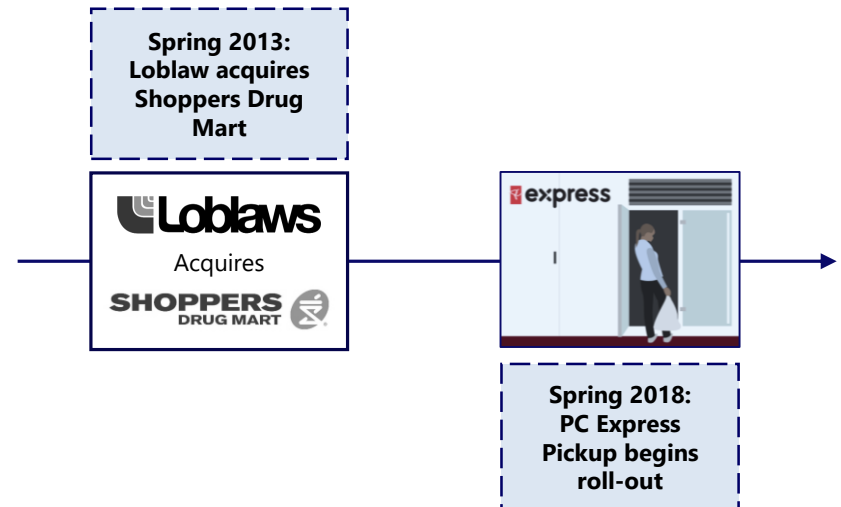 Spring 2013:
Loblaw acquires
Shoppers Drug
Mart
Loblaws
Acquires
SHOPPERS
DRUG MART
express
Spring 2018:
PC Express
Pickup begins
roll-out